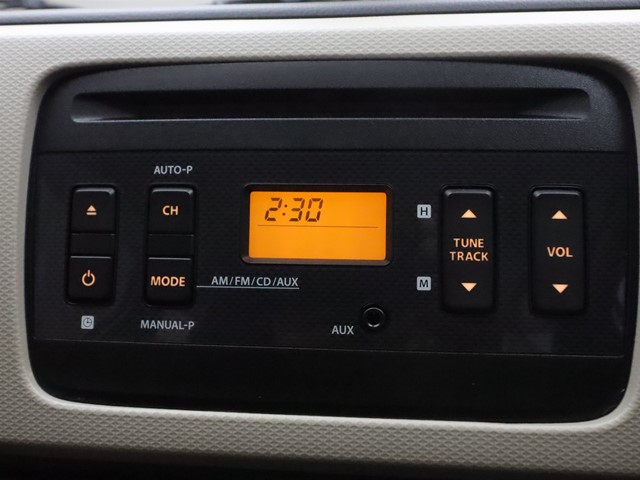 AUTO-P
CH
MODE
MANUAL-P
AM/FM/CD/AUX
2:30
AUX
H
M
TUNE
TRACK
VOL